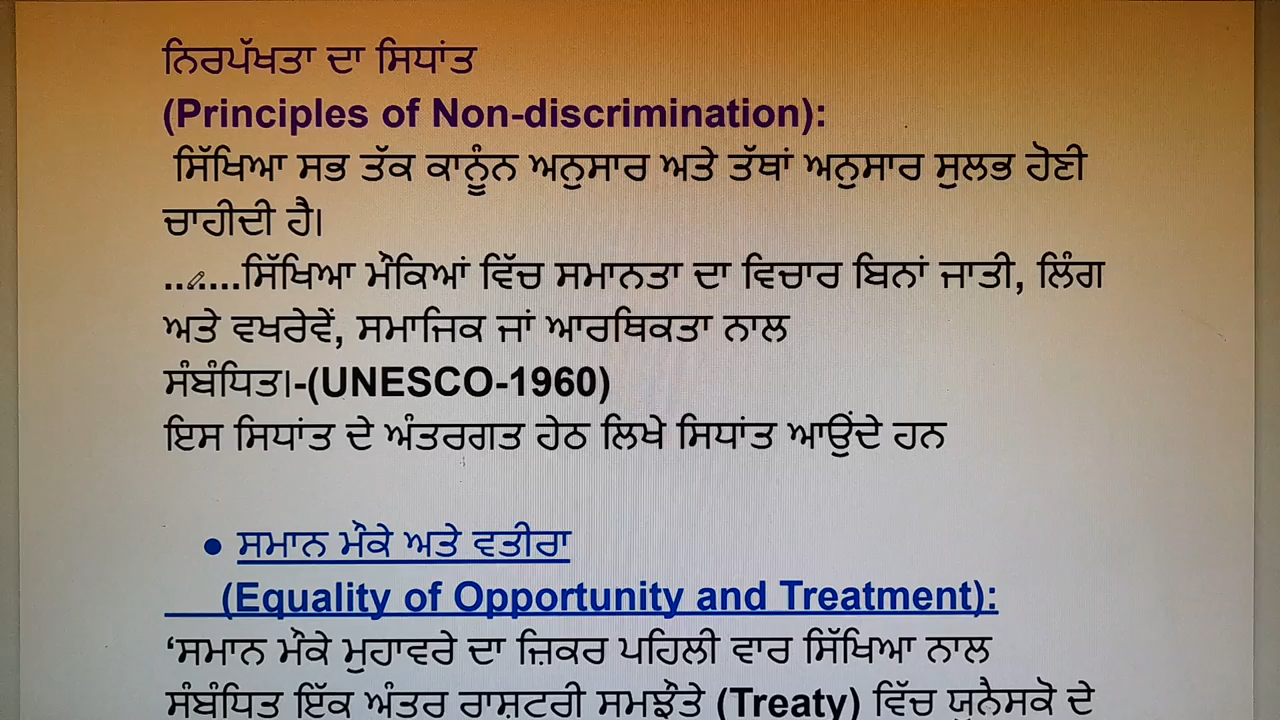 ਨਿਰਪੱਖਤਾ ਦਾ ਸਿਧਾਂਤ
(Principles of Non-discrimination):
ਸਿੱਖਿਆ ਸਭ ਤੱਕ ਕਾਨੂੰਨ ਅਨੁਸਾਰ ਅਤੇ ਤੱਥਾਂ ਅਨੁਸਾਰ ਸੁਲਭ ਹੋਣੀ
ਚਾਹੀਦੀ ਹੈ।
.......ਸਿੱਖਿਆ ਮੌਕਿਆਂ ਵਿੱਚ ਸਮਾਨਤਾ ਦਾ ਵਿਚਾਰ ਬਿਨਾਂ ਜਾਤੀ, ਲਿੰਗ
ਅਤੇ ਵਖਰੇਵੇਂ, ਸਮਾਜਿਕ ਜਾਂ ਆਰਥਿਕਤਾ ਨਾਲ
ਸੰਬੰਧਿਤ।-(UNESCO-1960)
ਇਸ ਸਿਧਾਂਤ ਦੇ ਅੰਤਰਗਤ ਹੇਠ ਲਿਖੇ ਸਿਧਾਂਤ ਆਉਂਦੇ ਹਨ
• ਸਮਾਨ ਮੌਕੇ ਅਤੇ ਵਤੀਰਾ
(Equality of Opportunity and Treatment):
‘ਸਮਾਨ ਮੌਕੇ ਮੁਹਾਵਰੇ ਦਾ ਜ਼ਿਕਰ ਪਹਿਲੀ ਵਾਰ ਸਿੱਖਿਆ ਨਾਲ
ਸੰਬੰਧਿਤ ਇੱਕ ਅੰਤਰ ਰਾਸ਼ਟਰੀ ਸਮਝੌਤੇ (Treaty) ਵਿੱਚ ਯੂਨੈਸਕੋ ਦੇ